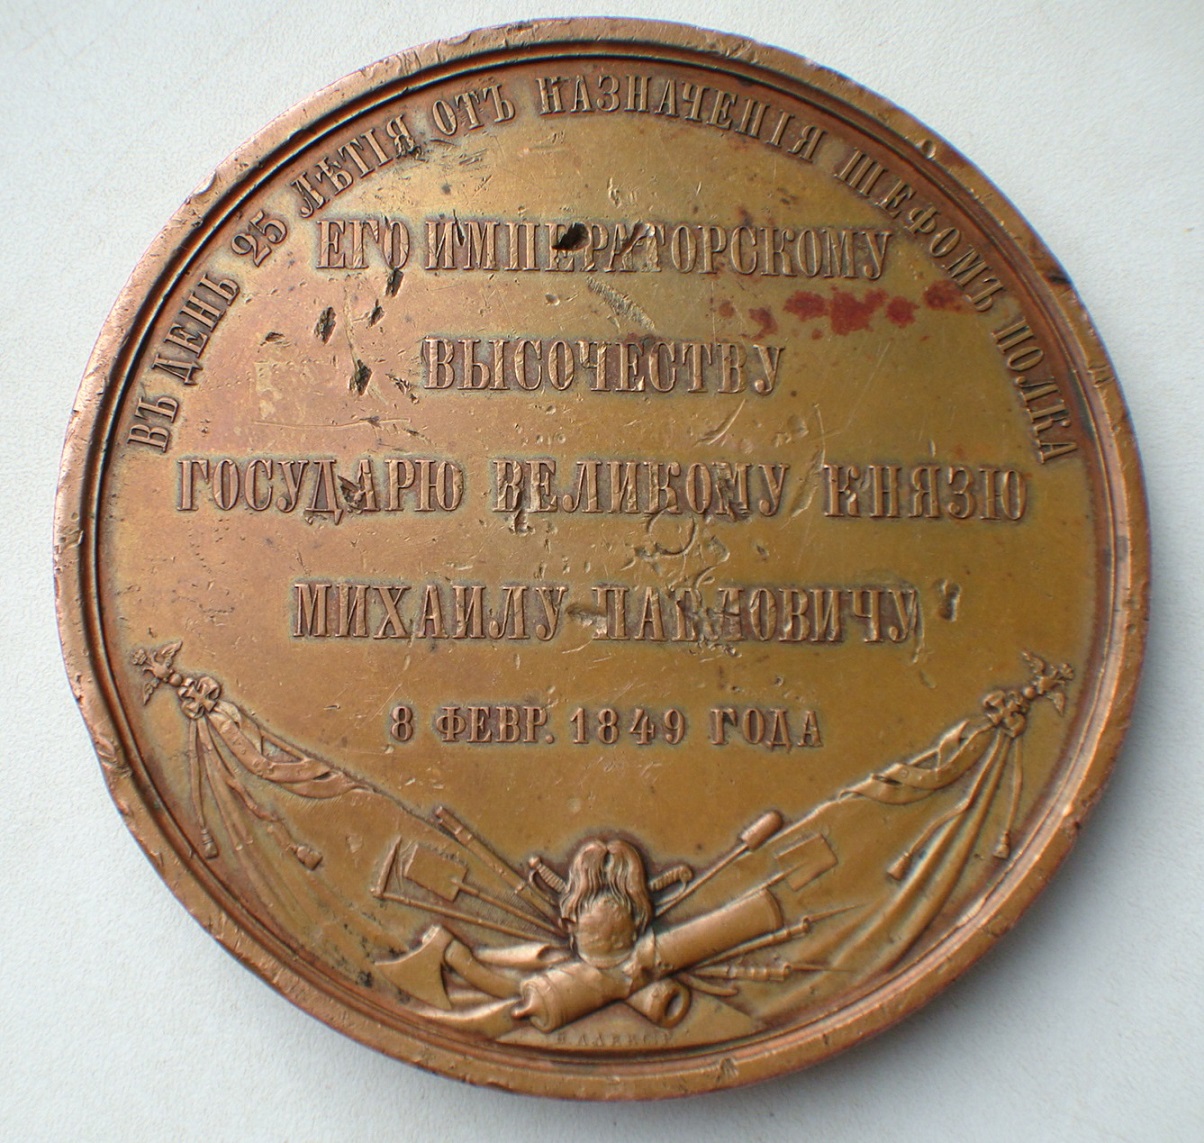 ВЪ ДЕНЬ 25 ЛѢТІЯ ОТЪ НАЗНАЧЕНІЯ ШЕФОМЪ ПОЛКА
ЕГО ИМПЕРАТОРСКОМУ
ВЫСОЧЕСТВУ
ГОСУДАРЮ ВЕЛИКОМУ КНЯЗЮ
МИХАИЛУ ПАВЛОВИЧУ
8 ФЕВР. 1849 ГОДА